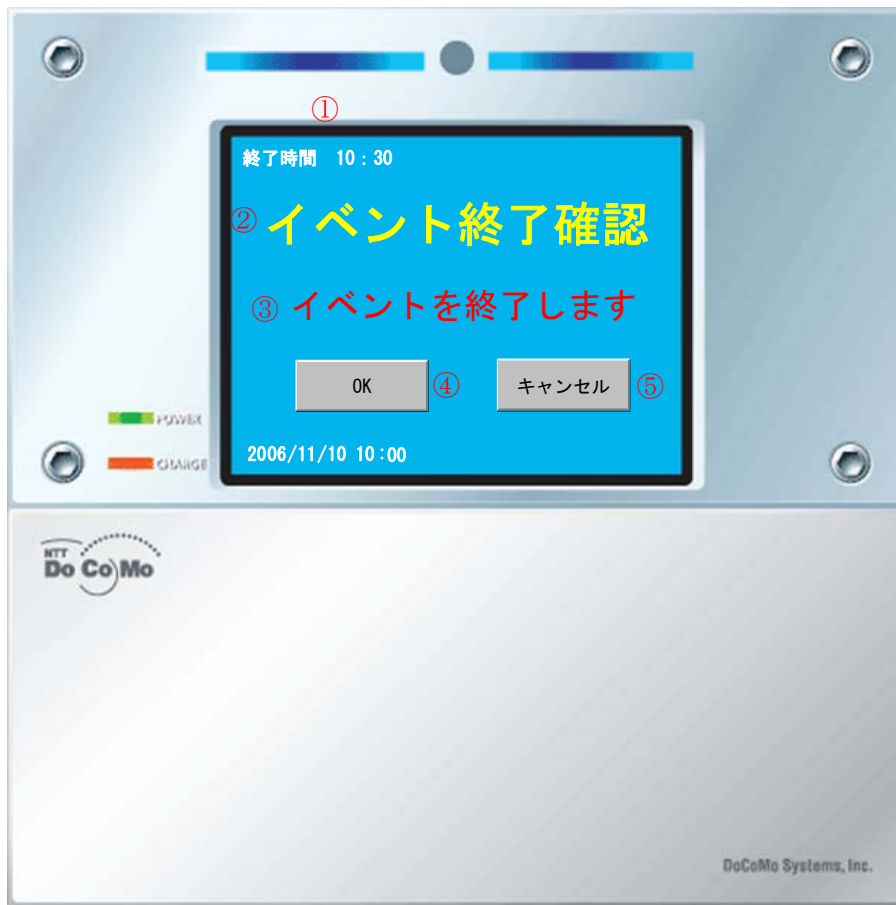 ①
終了時間 10：30
② イベント終了確認
③ イベントを終了します
OK ④ キャンセル ⑤
POWER
CHARGE
2006/11/10 10:00
NTT
DoCoMo
DoCoMo Systems, Inc.